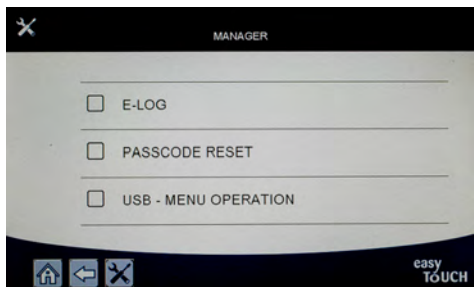 MANAGER
E-LOG
PASSCODE RESET
USB - MENU OPERATION
easy
TOUCH